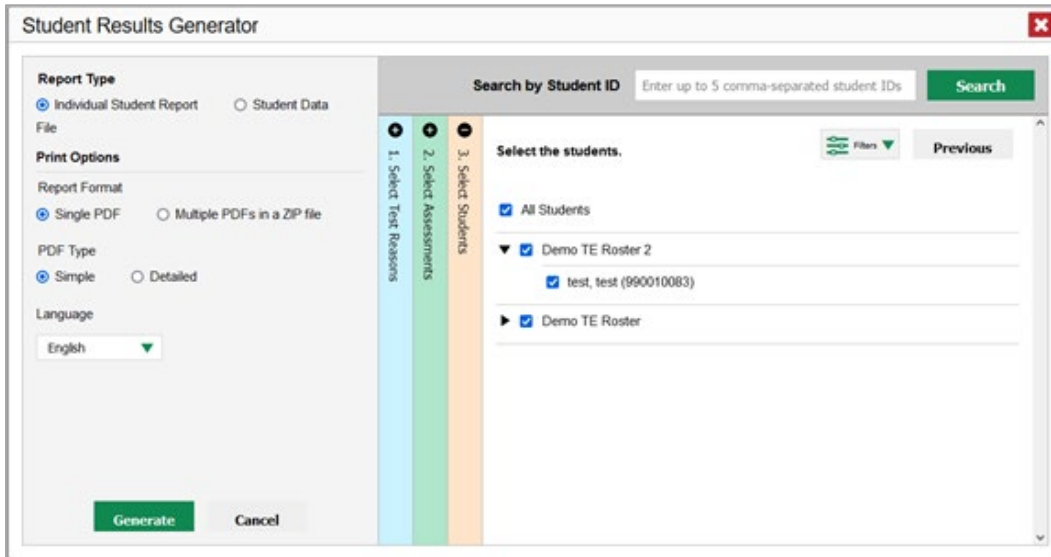 Student Results Generator
Report Type
Individual Student Report Student Data
File
Print Options
Report Format
Single PDF Multiple PDFs in a ZIP file
PDF Type
Simple Detailed
Language
English
Generate Cancel
Search by Student ID Enter up to 5 comma-separated student IDs Search
1. Select Test Reasons
2. Select Assessments
3. Select Students
Select the students. Filters Previous
All Students
Demo TE Roster 2
test, test (990010083)
Demo TE Roster